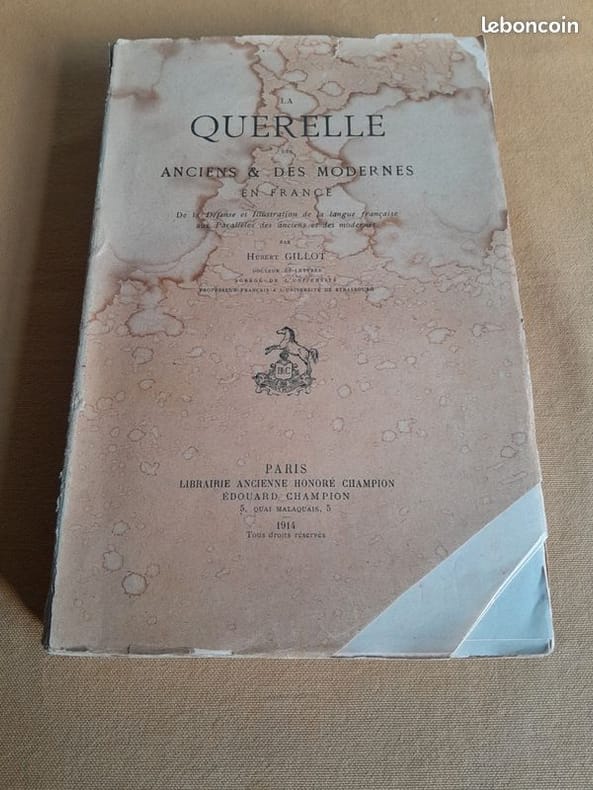 leboncoin
LA
QUERELLE
DES
ANCIENS & DES MODERNES
EN FRANCE
De la Défense et Illustration de la langue française
aux Parallèles des anciens et des modernes
PAR
HUBERT GILLOT
DOCTEUR ÈS-LETTRES
AGRÉGÉ DE L'UNIVERSITÉ
PROFESSEUR FRANÇAIS A L'UNIVERSITÉ DE STRASBOURG
HC
PARIS
LIBRAIRIE ANCIENNE HONORÉ CHAMPION
ÉDOUARD CHAMPION
5, QUAI MALAQUAIS, 5
1914
Tous droits réservés